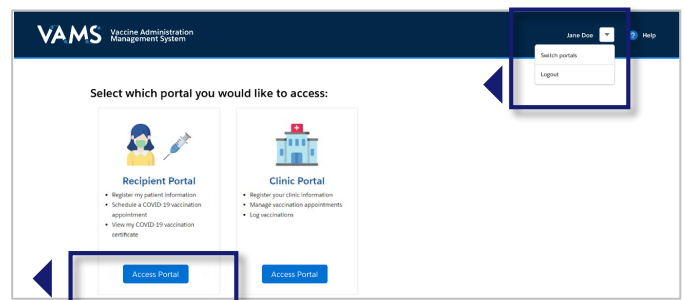 VAMS Vaccine Administration
Management System
Jane Doe
? Help
Switch portals
Logout
Select which portal you would like to access:
Recipient Portal
• Register my patient information
• Schedule a COVID-19 vaccination
appointment
• View my COVID-19 vaccination
certificate
Access Portal
Clinic Portal
• Register your clinic information
• Manage vaccination appointments
• Log vaccinations
Access Portal